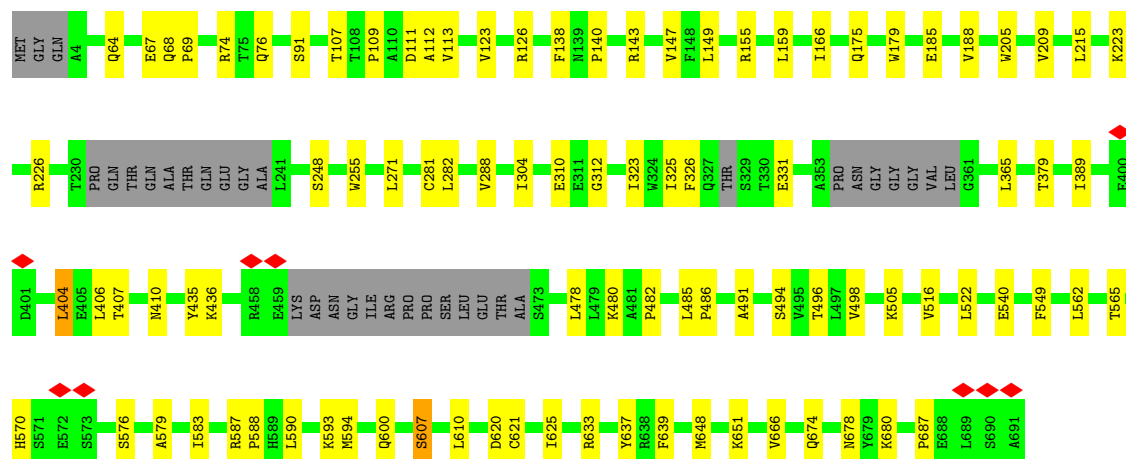 MET GLY GLN A4 Q64 E67 Q68 P69 R74 T75 Q76 S91 T107 T108 P109 A110 D111 A112 V113 V123 R126 F138 N139 P140 R143 V147 F148 L149 R155 L159 I166 Q175 W179 E185 V188 W205 V209 L215 K223
R226 T230 PRO GLN THR GLN ALA THR GLN GLU GLY ALA L241 S248 W255 L271 C281 L282 V288 I304 E310 E311 G312 I323 W324 I325 F326 Q327 THR S329 T330 E331 A353 PRO ASN GLY GLY GLY VAL LEU G361 L365 T379 I389 E400
D401 L404 E405 L406 T407 N410 Y435 K436 R458 E459 LYS ASP ASN GLY ILE ARG PRO PRO SER LEU GLU THR ALA S473 L478 L479 K480 A481 P482 L485 P486 A491 S494 V495 T496 L497 V498 K505 V516 L522 E540 F549 L562 T565
H570 S571 E572 S573 S576 A579 I583 R587 P588 H589 L590 K593 M594 Q600 S607 L610 D620 C621 I625 R633 Y637 R638 F639 M648 K651 V666 Q674 N678 Y679 K680 P687 E688 L689 S690 A691